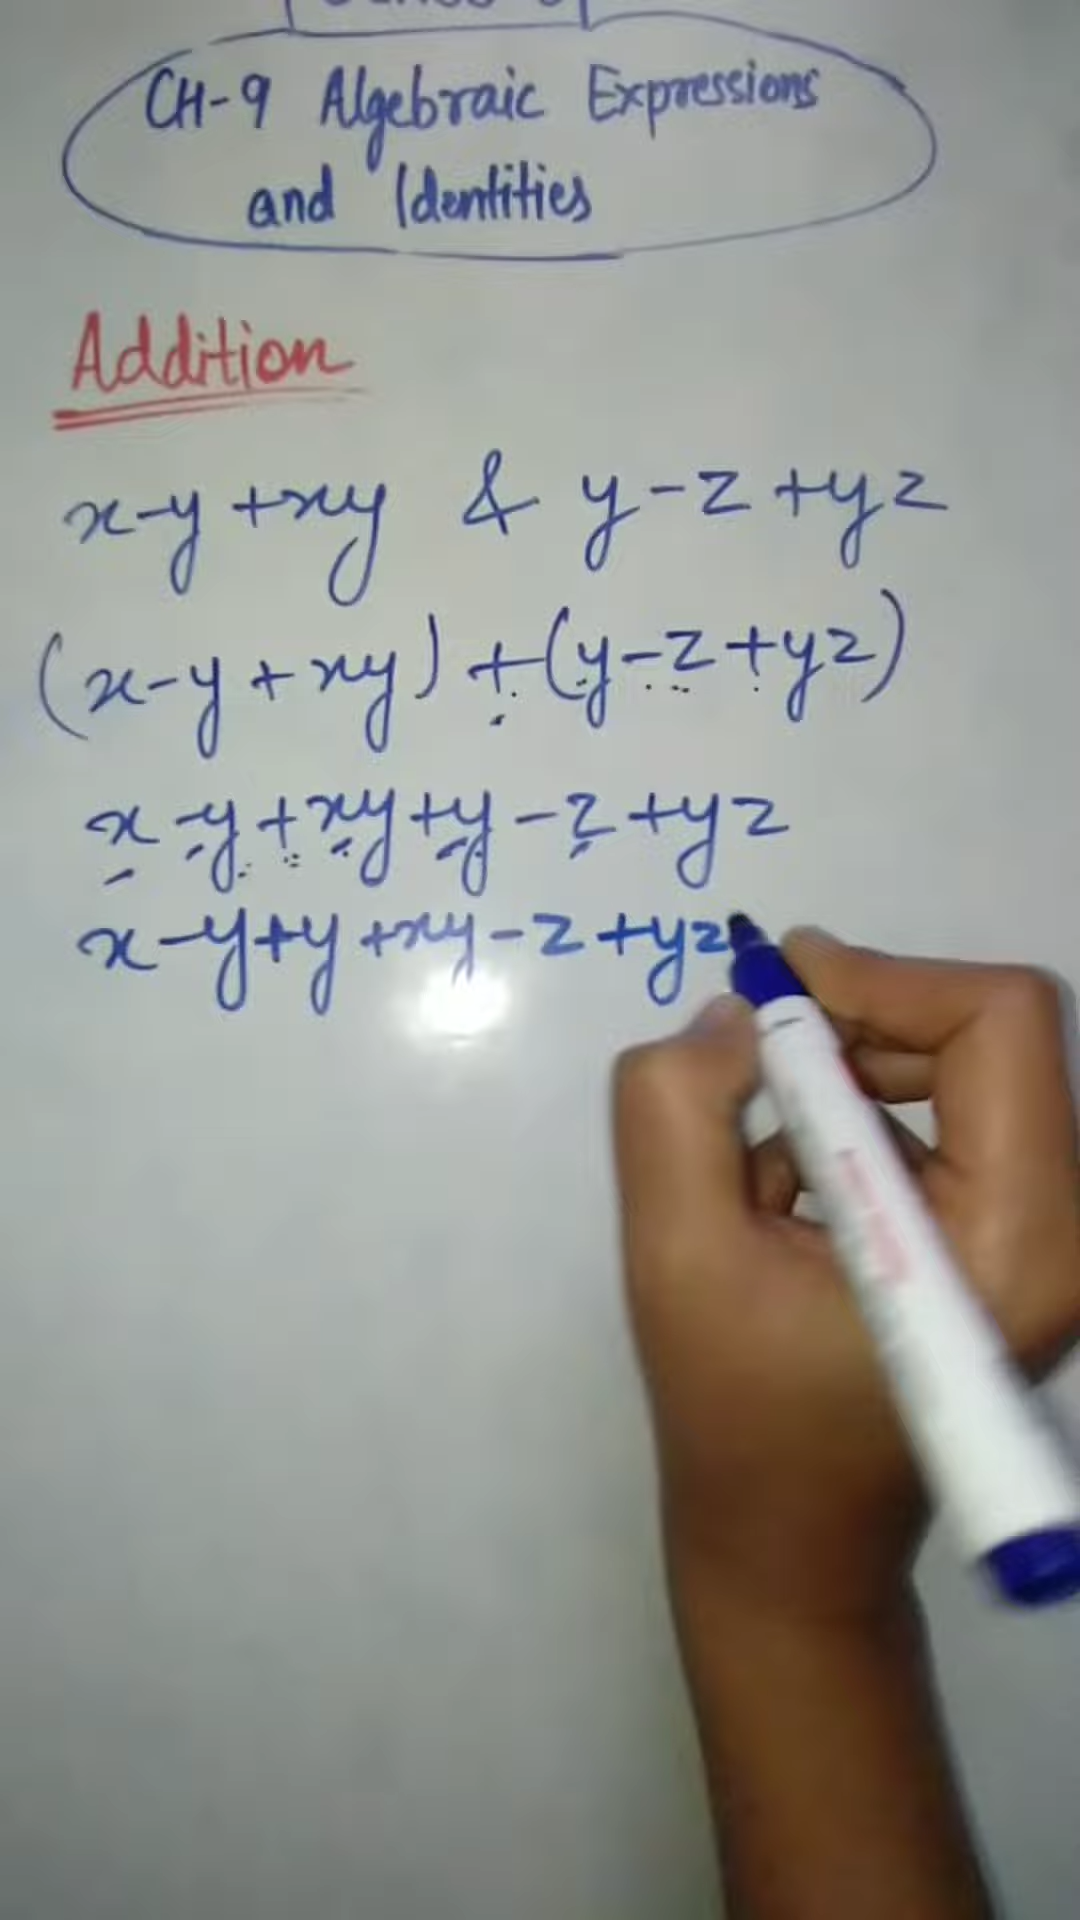 CH-9 Algebraic Expressions
and Identities
Addition
x-y+xy & y-z+yz
(x-y+xy)+(y-z+yz)
x-y+xy+y-z+yz
x-y+y+xy-z+yz